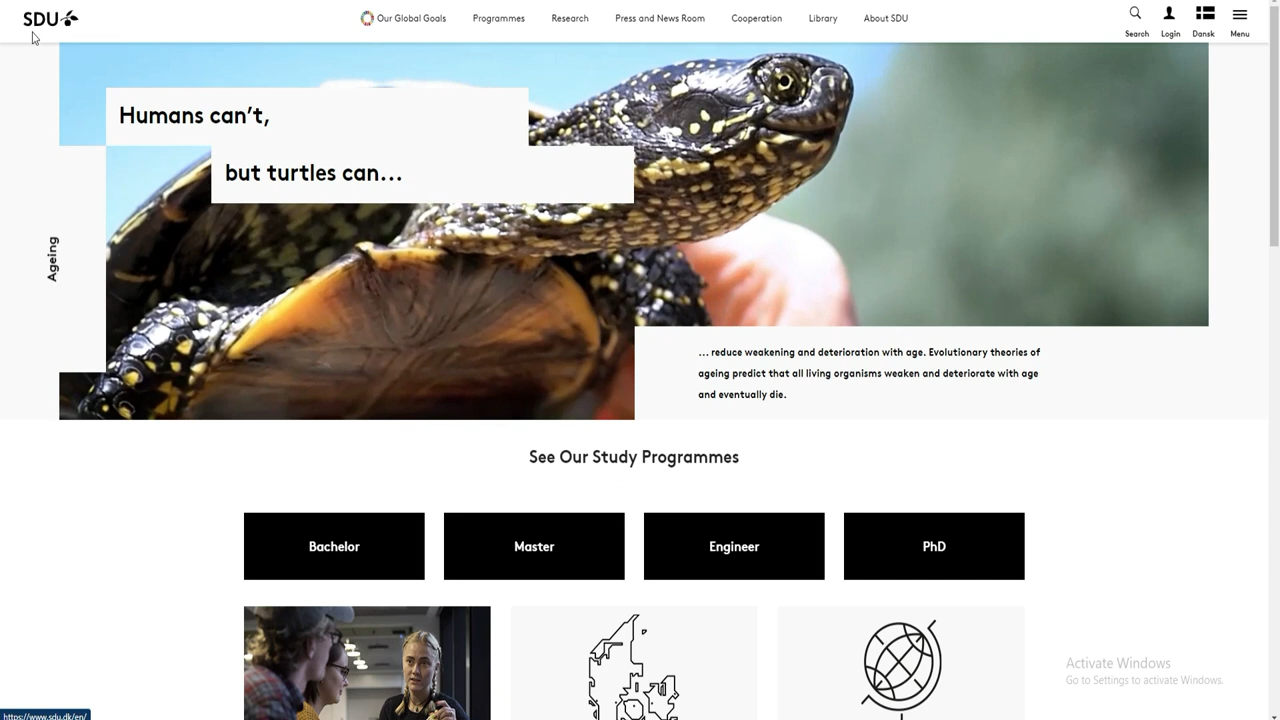 SDU
Our Global Goals
Programmes
Research
Press and News Room
Cooperation
Library
About SDU
Search
Login
Dansk
Menu
Humans can't,
but turtles can...
Ageing
... reduce weakening and deterioration with age. Evolutionary theories of
ageing predict that all living organisms weaken and deteriorate with age
and eventually die.
See Our Study Programmes
Bachelor
Master
Engineer
PhD
Activate Windows
Go to Settings to activate Windows.
https://www.sdu.dk/en/